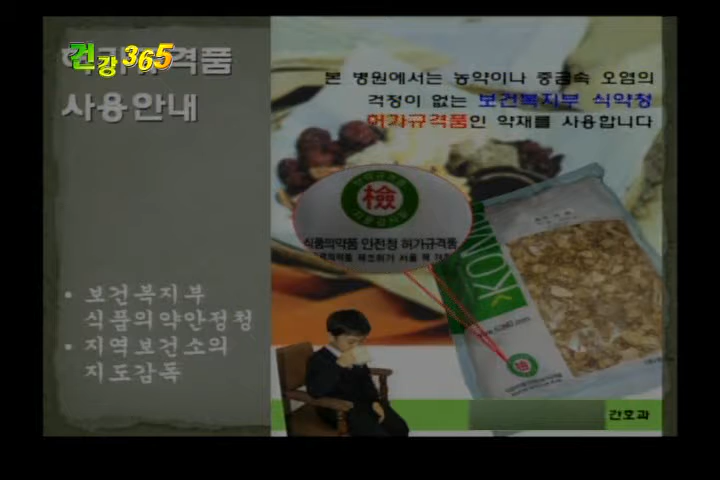 건강 365
허가규격품
사용안내
• 보건복지부
식품의약안정청
• 지역보건소의
지도감독
본 병원에서는 농약이나 중금속 오염의
걱정이 없는 보건복지부 식약청
허가규격품인 약재를 사용합니다
檢
식품의약품 안전청 허가규격품
檢
간호과